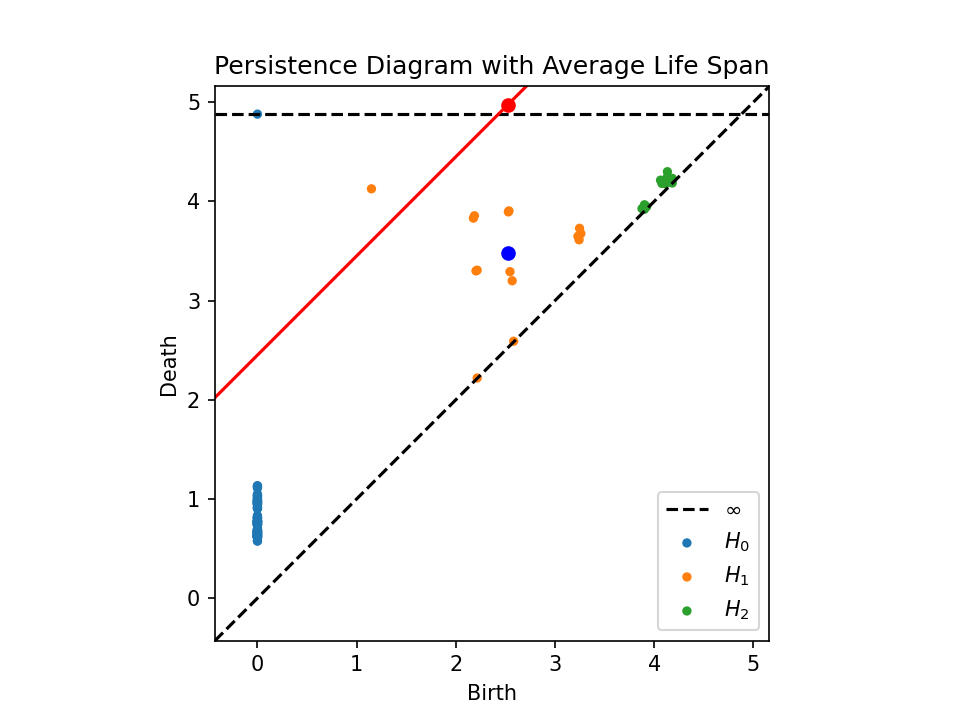 Persistence Diagram with Average Life Span
5
4
3
2
1
0
Death
∞
H₀
H₁
H₂
0 1 2 3 4 5
Birth